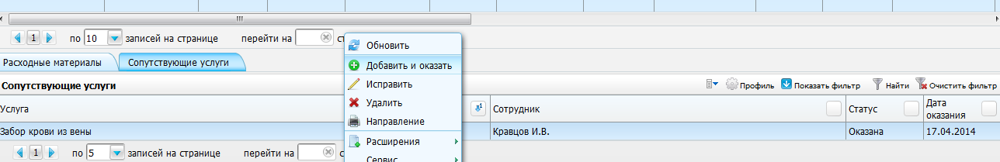 1 по 10 записей на странице перейти на
Обновить
Расходные материалы Сопутствующие услуги
Добавить и оказать
Сопутствующие услуги
Исправить
Профиль Показать фильтр Найти Очистить фильтр
Удалить
Услуга 1 Сотрудник Статус Дата оказания
Направление
Забор крови из вены Кравцов И.В. Оказана 17.04.2014
Расширения
1 по 5 записей на странице перейти на
Сервис